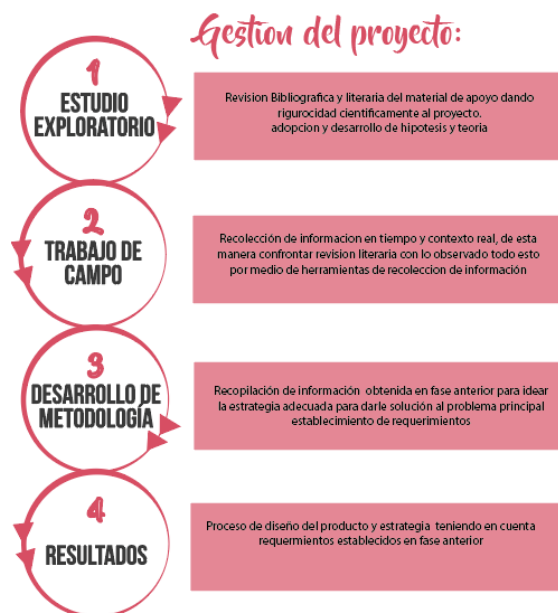 Gestion del proyecto:
1
ESTUDIO
EXPLORATORIO
Revision Bibliografica y literaria del material de apoyo dando
rigurocidad cientificamente al proyecto.
adopcion y desarrollo de hipotesis y teoria
2
TRABAJO DE
CAMPO
Recolección de informacion en tiempo y contexto real, de esta
manera confrontar revision literaria con lo observado todo esto
por medio de herramientas de recoleccion de información
3
DESARROLLO DE
METODOLOGÍA
Recopilación de información obtenida en fase anterior para idear
la estrategia adecuada para darle solución al problema principal
establecimiento de requerimientos
4
RESULTADOS
Proceso de diseño del producto y estrategia teniendo en cuenta
requermientos establecidos en fase anterior